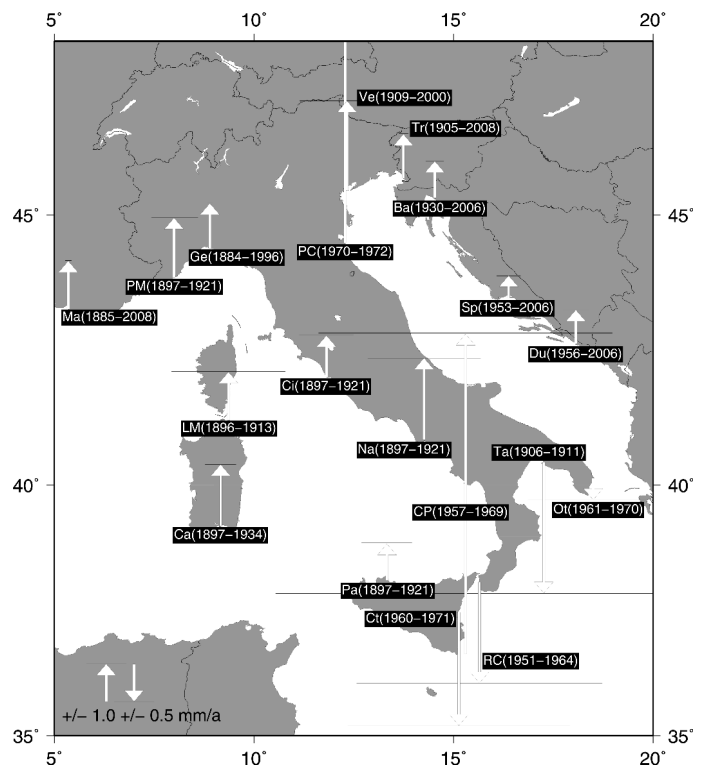 5° 10° 15° 20°
Ve(1909−2000)
Tr(1905−2008)
Ba(1930−2006)
45° 45°
PC(1970−1972)
Ge(1884−1996)
PM(1897−1921)
Sp(1953−2006)
Ma(1885−2008)
Du(1956−2006)
Ci(1897−1921)
LM(1896−1913)
Na(1897−1921)
Ta(1906−1911)
40° 40°
CP(1957−1969)
Ot(1961−1970)
Ca(1897−1934)
Pa(1897−1921)
Ct(1960−1971)
RC(1951−1964)
+/− 1.0 +/− 0.5 mm/a
35° 35°
5° 10° 15° 20°